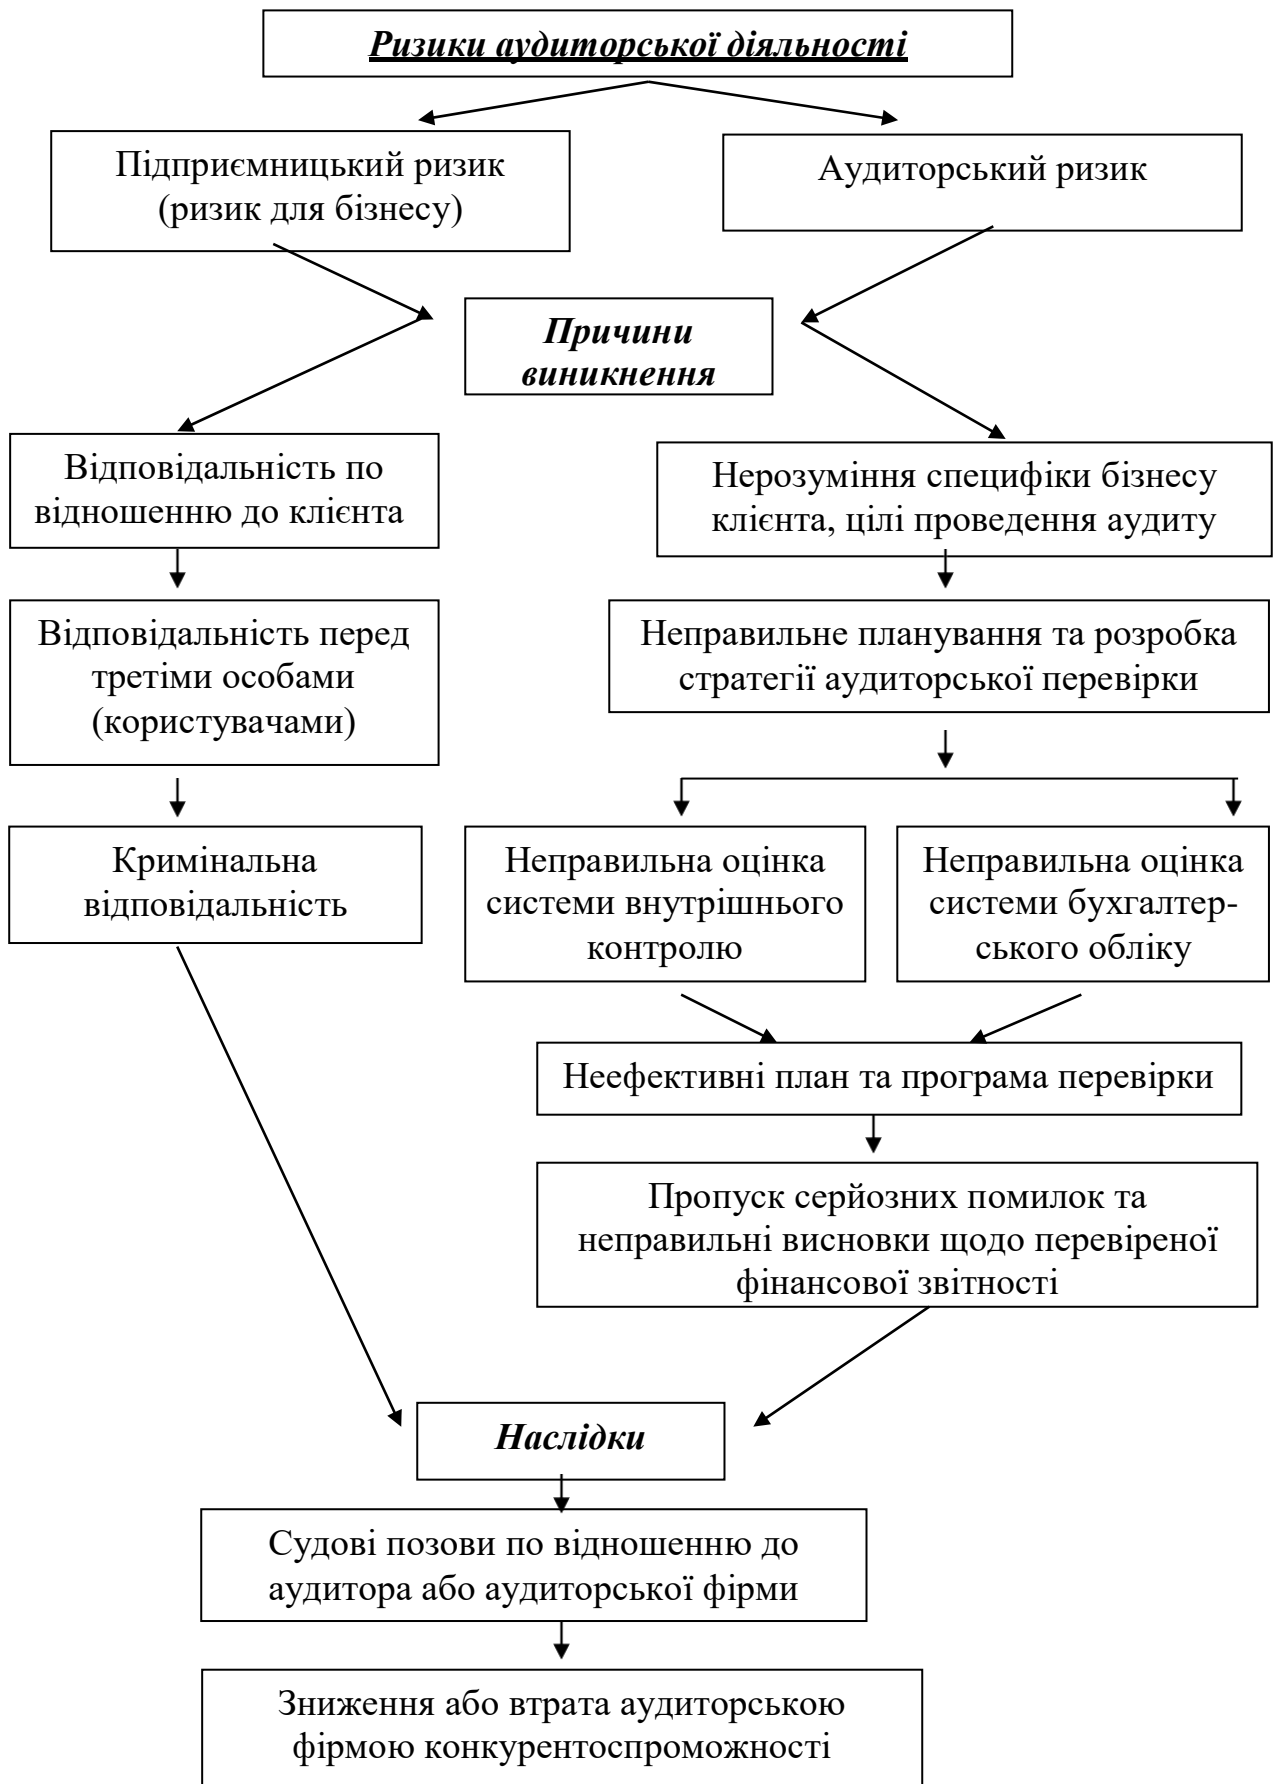 Ризики аудиторської діяльності
Підприємницький ризик
(ризик для бізнесу)
Аудиторський ризик
Причини
виникнення
Відповідальність по
відношенню до клієнта
Нерозуміння специфіки бізнесу
клієнта, цілі проведення аудиту
Відповідальність перед
третіми особами
(користувачами)
Неправильне планування та розробка
стратегії аудиторської перевірки
Кримінальна
відповідальність
Неправильна оцінка
системи внутрішнього
контролю
Неправильна оцінка
системи бухгалтер-
ського обліку
Неефективні план та програма перевірки
Пропуск серйозних помилок та
неправильні висновки щодо перевіреної
фінансової звітності
Наслідки
Судові позови по відношенню до
аудитора або аудиторської фірми
Зниження або втрата аудиторською
фірмою конкурентоспроможності